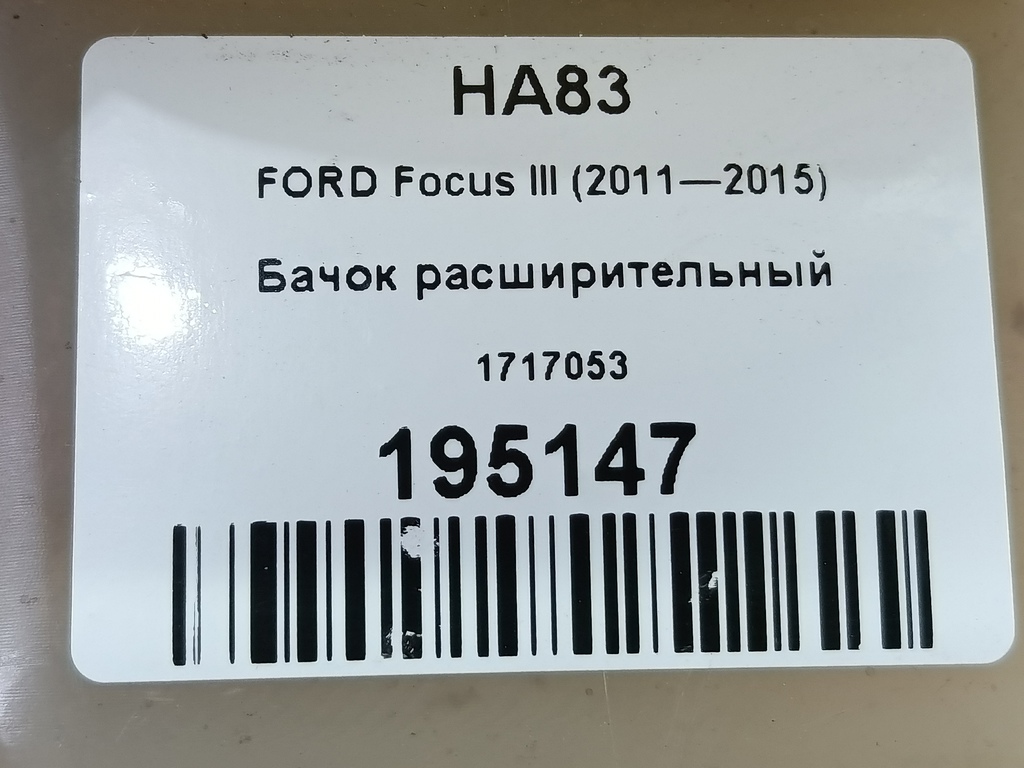 HA83
FORD Focus III (2011—2015)
Бачок расширительный
1717053
195147